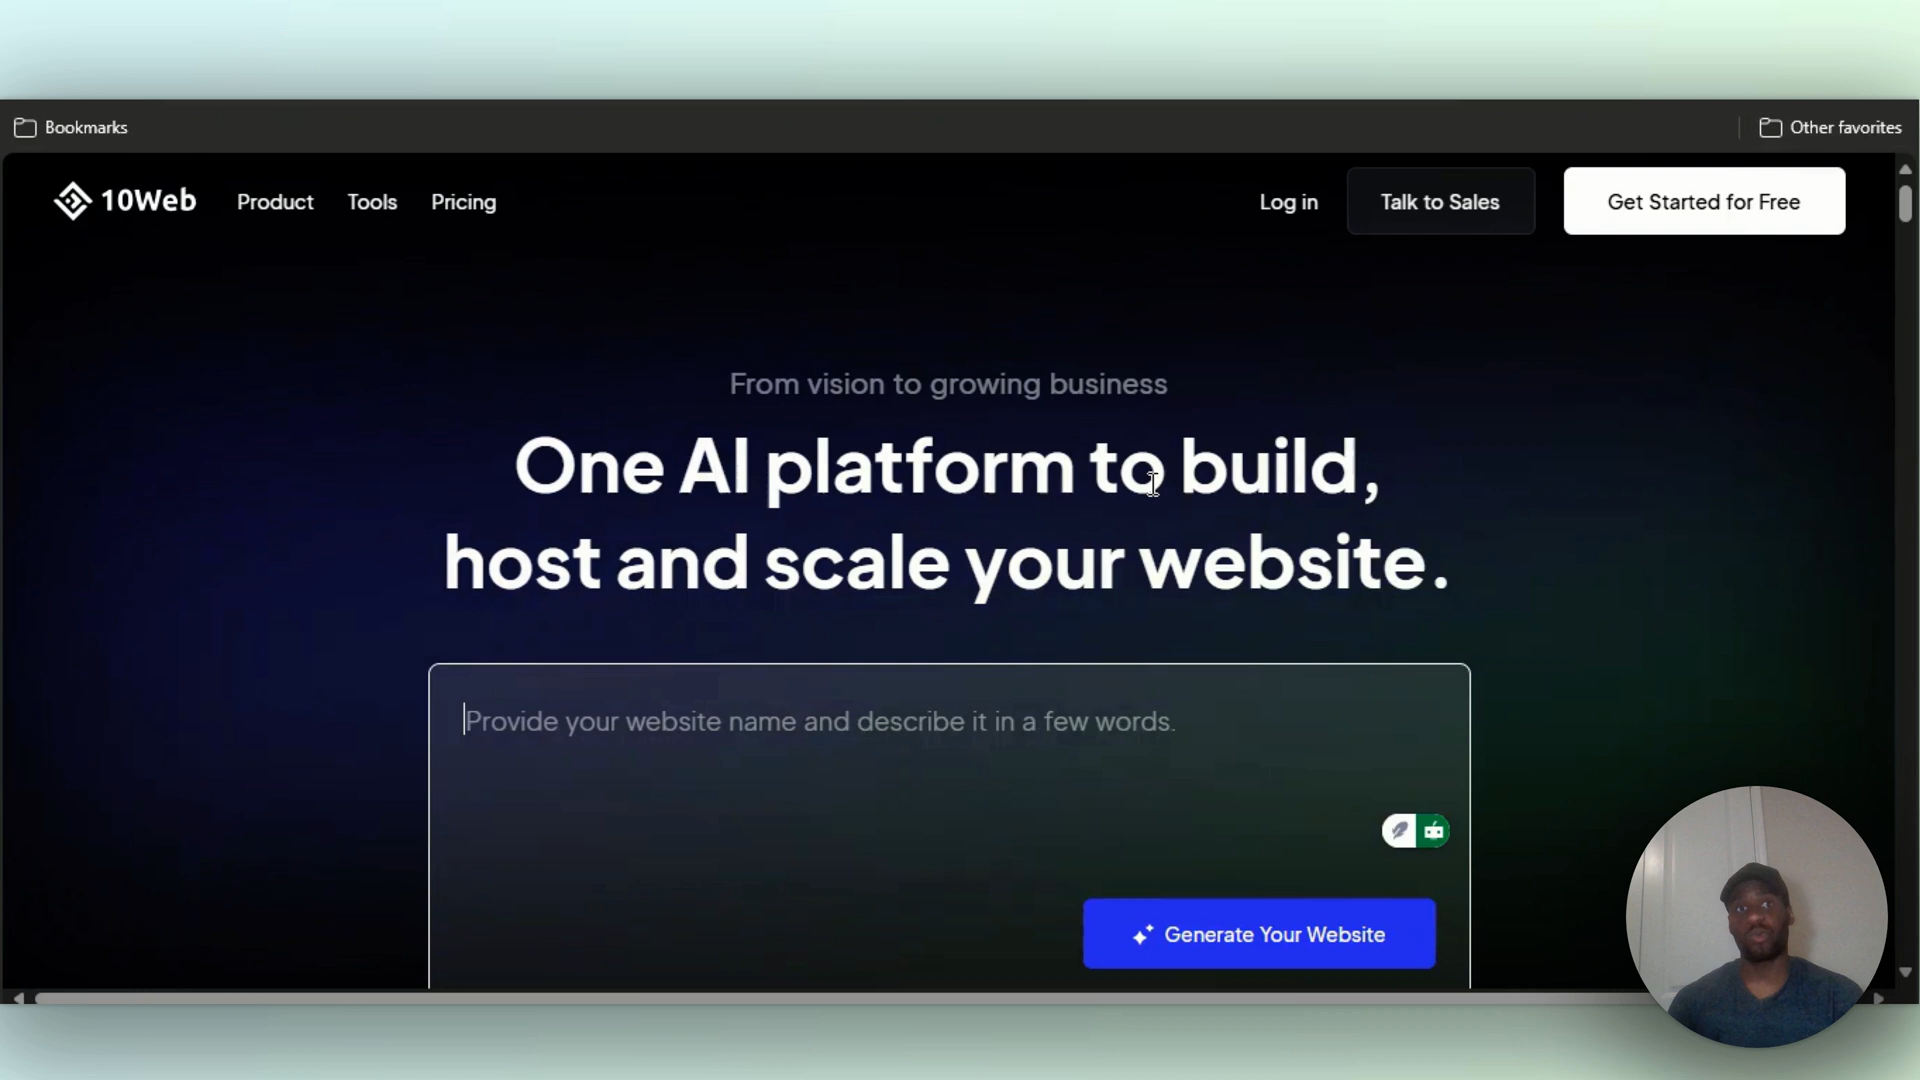 Bookmarks
Other favorites
10Web
Product
Tools
Pricing
Log in
Talk to Sales
Get Started for Free
From vision to growing business
One AI platform to build,
host and scale your website.
Provide your website name and describe it in a few words.
Generate Your Website